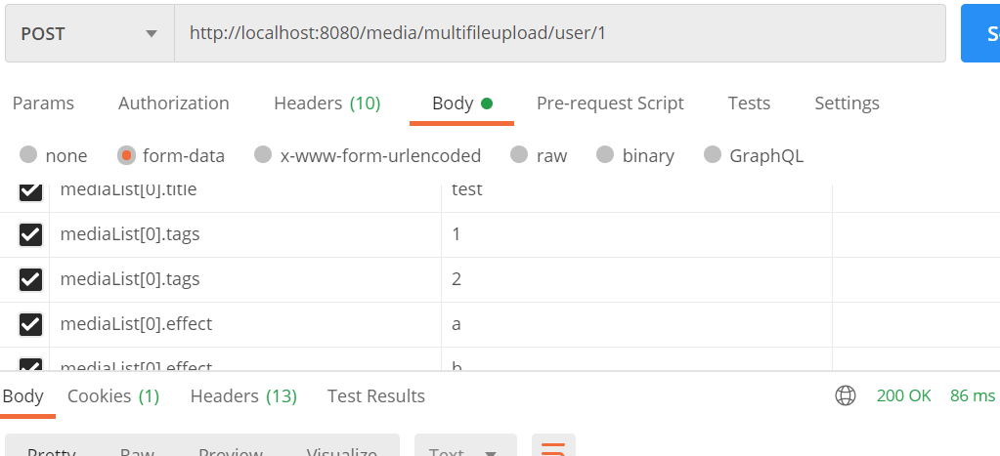 POST http://localhost:8080/media/multifileupload/user/1 S
Params Authorization Headers (10) Body Pre-request Script Tests Settings
none form-data x-www-form-urlencoded raw binary GraphQL
mediaList[0].title test
mediaList[0].tags 1
mediaList[0].tags 2
mediaList[0].effect a
mediaList[0].effect b
Body Cookies (1) Headers (13) Test Results 200 OK 86 ms
Pretty Raw Preview Visualize Text